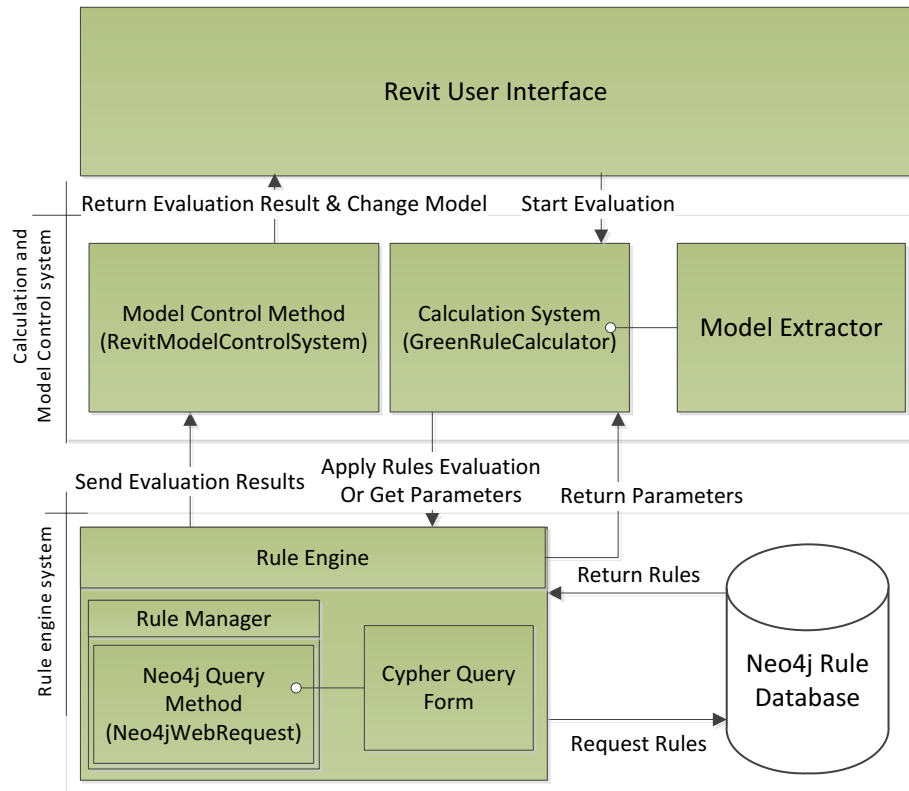 Revit User Interface
Return Evaluation Result & Change Model
Start Evaluation
Calculation and
Model Control system
Model Control Method
(RevitModelControlSystem)
Calculation System
(GreenRuleCalculator)
Model Extractor
Send Evaluation Results
Apply Rules Evaluation
Or Get Parameters
Return Parameters
Rule engine system
Rule Engine
Return Rules
Rule Manager
Neo4j Query
Method
(Neo4jWebRequest)
Cypher Query
Form
Neo4j Rule
Database
Request Rules